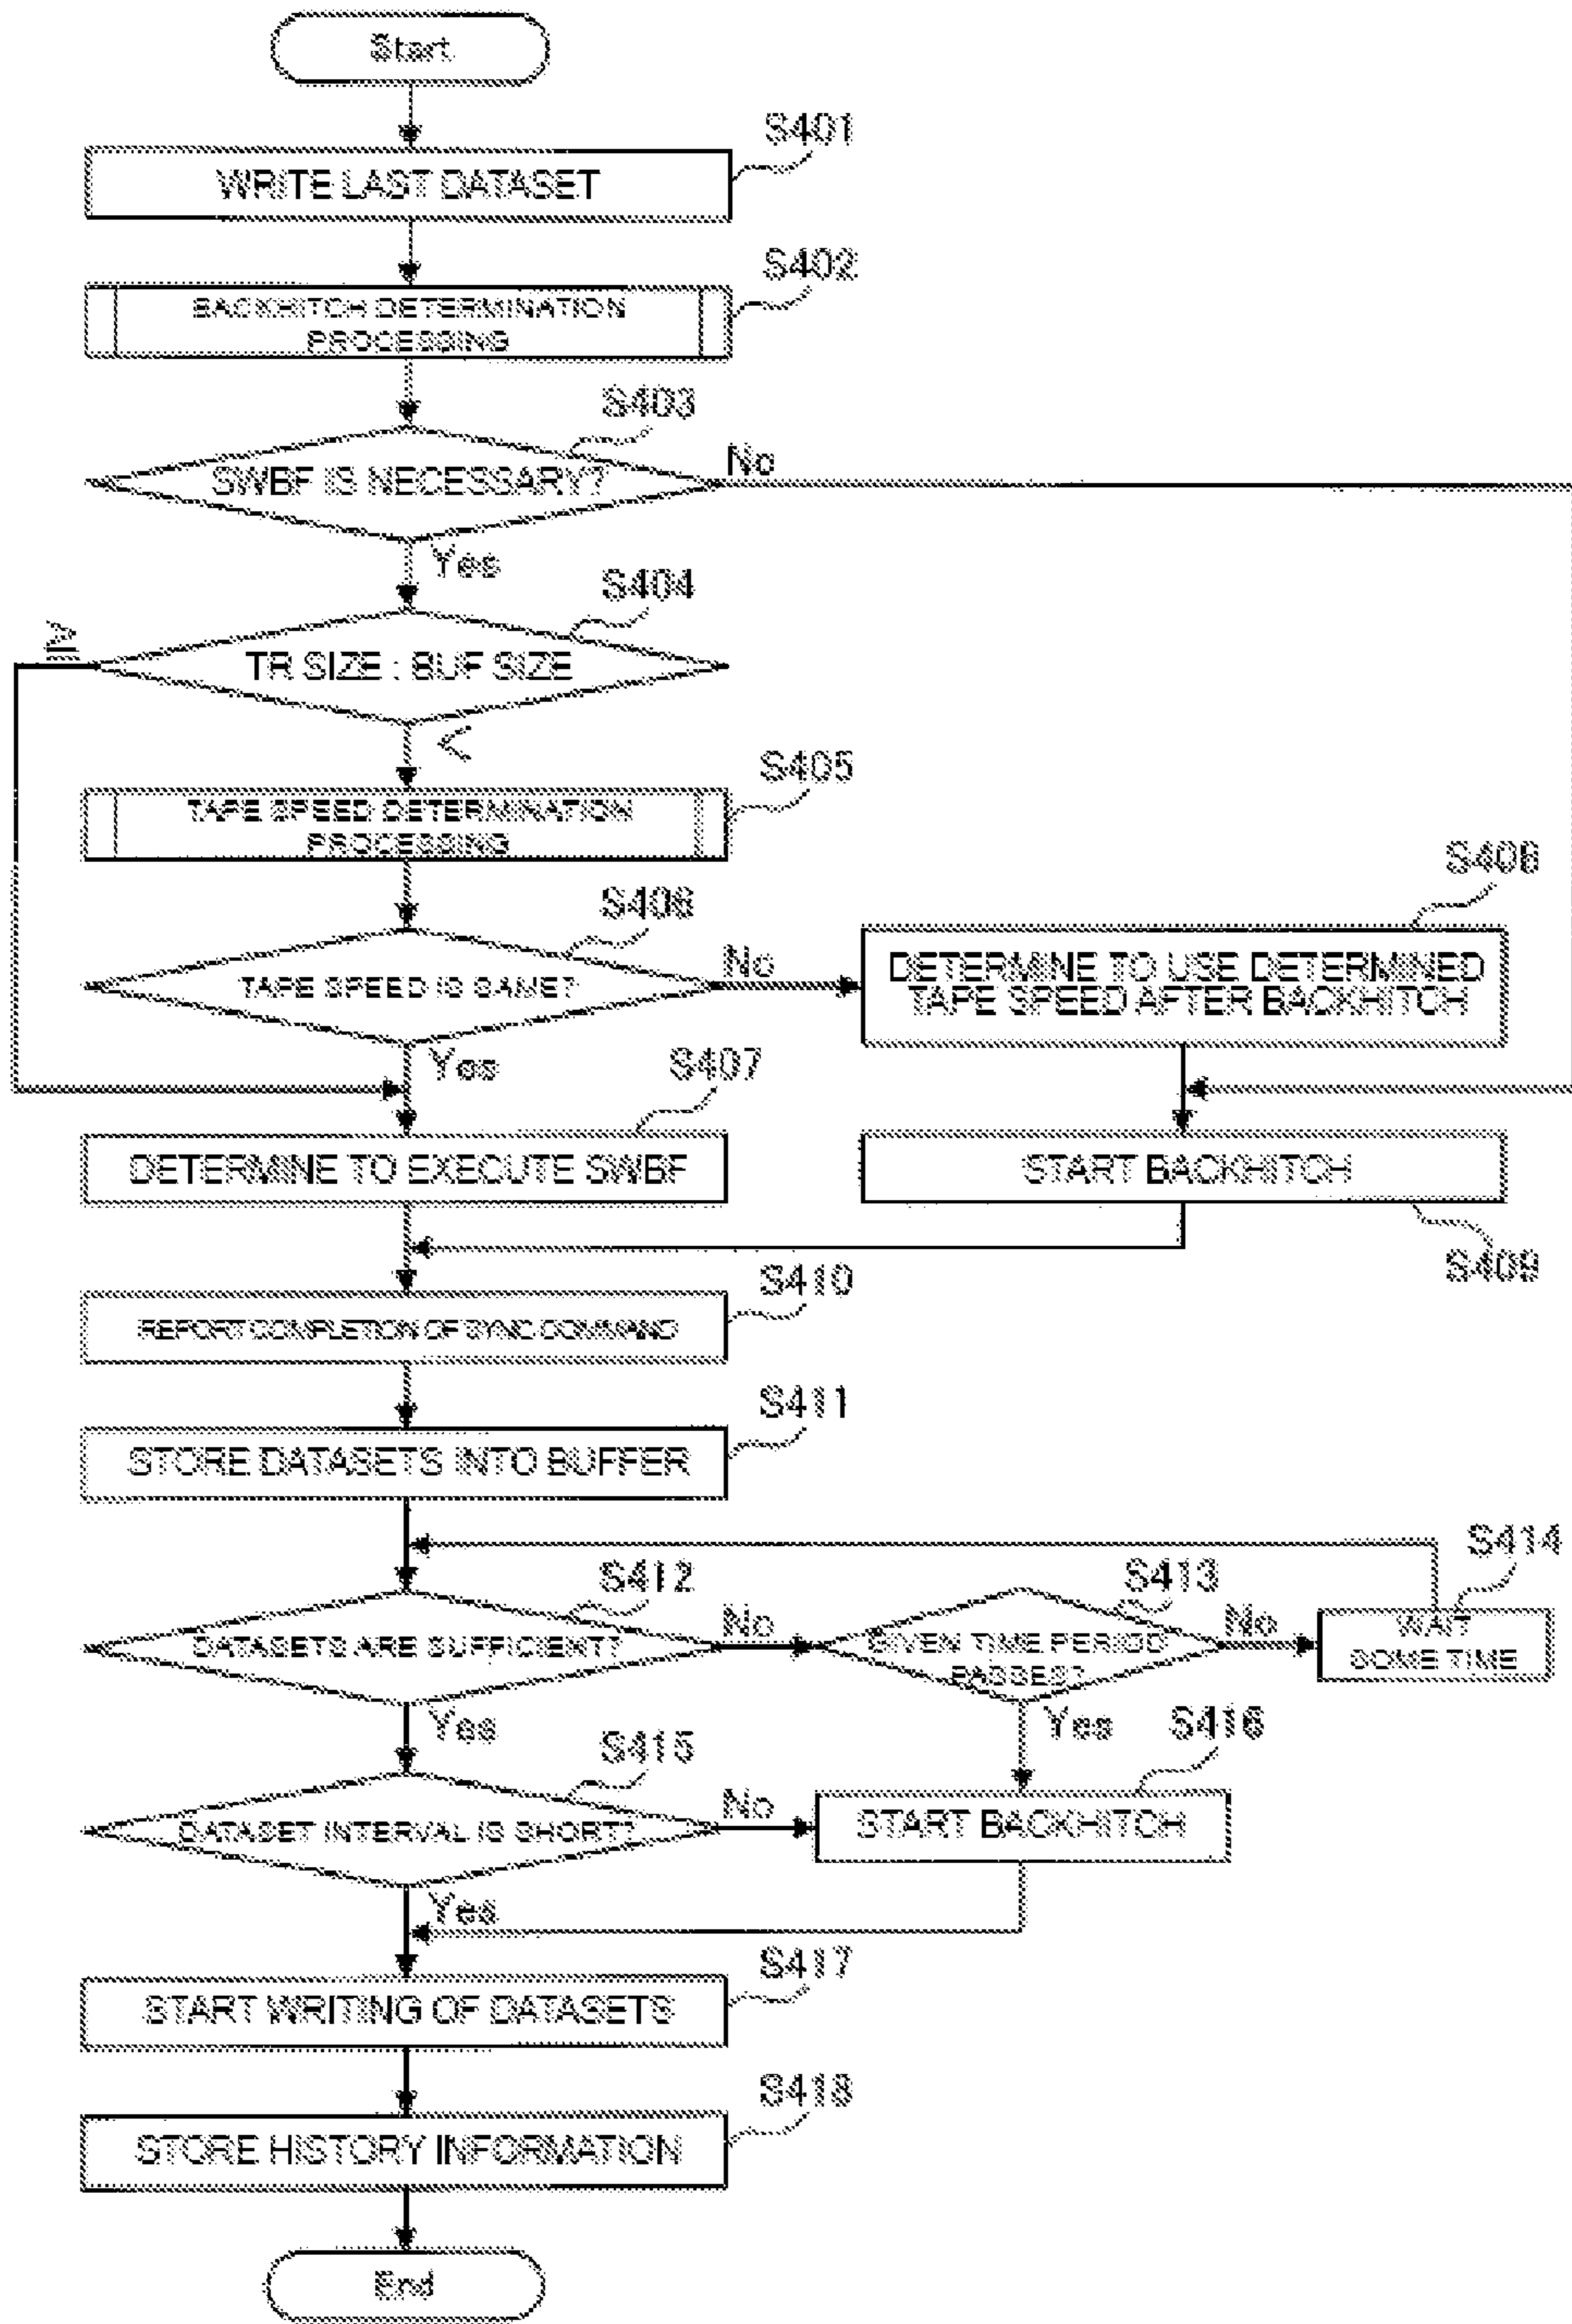 Start
S401
WRITE LAST DATASET
S402
BACKHITCH DETERMINATION
PROCESSING
S403
SWBF IS NECESSARY?
No
Yes
S404
≧
TR SIZE : BUF SIZE
<
S405
TAPE SPEED DETERMINATION
PROCESSING
S406
TAPE SPEED IS SAME?
No
Yes
S408
DETERMINE TO USE DETERMINED
TAPE SPEED AFTER BACKHITCH
S407
DETERMINE TO EXECUTE SWBF
START BACKHITCH
S409
S410
REPORT COMPLETION OF SYNC COMMAND
S411
STORE DATASETS INTO BUFFER
S412
DATASETS ARE SUFFICIENT?
No
Yes
S413
GIVEN TIME PERIOD
PASSES?
No
Yes
S414
WAIT
SOME TIME
S415
DATASET INTERVAL IS SHORT?
No
Yes
S416
START BACKHITCH
S417
START WRITING OF DATASETS
S418
STORE HISTORY INFORMATION
End